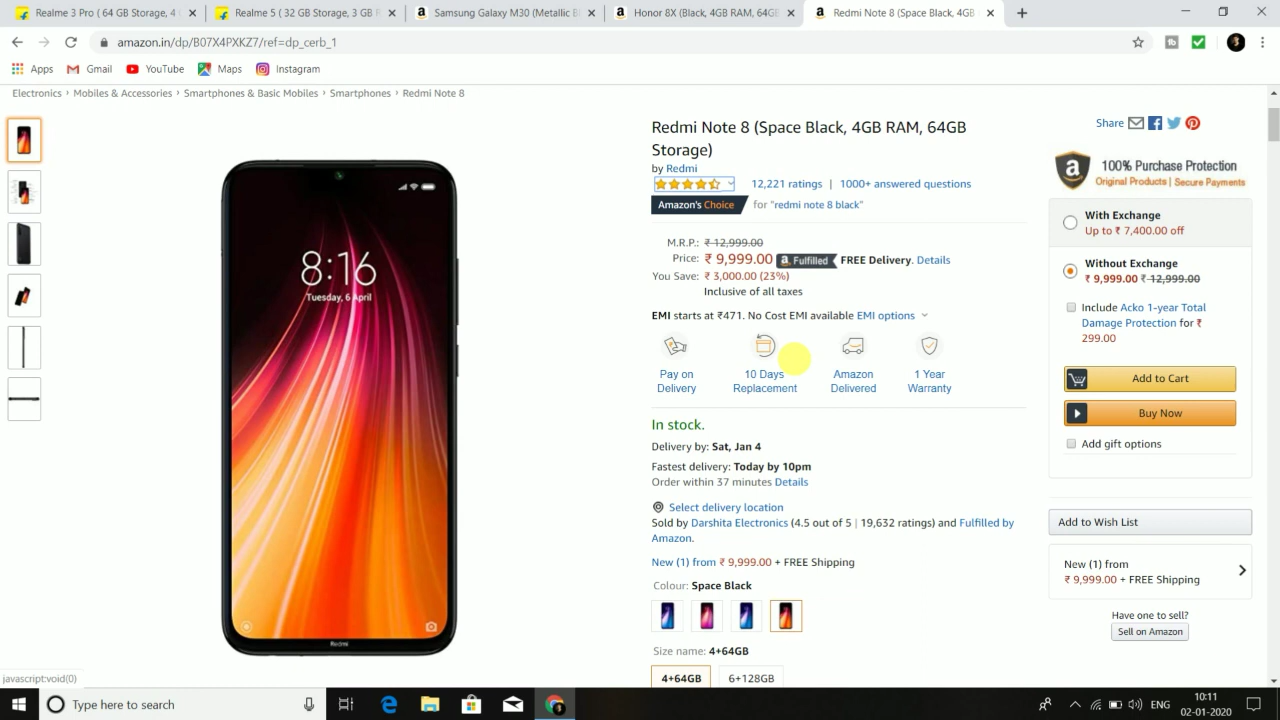 Realme 3 Pro ( 64 GB Storage, 4
Realme 5 ( 32 GB Storage, 3 GB R
Samsung Galaxy M30 (Metallic Bl
Honor 8X (Black, 4GB RAM, 64GB
Redmi Note 8 (Space Black, 4GB
amazon.in/dp/B07X4PXKZ7/ref=dp_cerb_1
Apps
Gmail
YouTube
Maps
Instagram
Electronics › Mobiles & Accessories › Smartphones & Basic Mobiles › Smartphones › Redmi Note 8
8:16
Tuesday, 6 April
Redmi
Redmi Note 8 (Space Black, 4GB RAM, 64GB
Storage)
by Redmi
12,221 ratings | 1000+ answered questions
Amazon's Choice for "redmi note 8 black"
M.R.P.: ₹ 12,999.00
Price: ₹ 9,999.00 Fulfilled FREE Delivery. Details
You Save: ₹ 3,000.00 (23%)
Inclusive of all taxes
EMI starts at ₹471. No Cost EMI available EMI options
Pay on
Delivery
10 Days
Replacement
Amazon
Delivered
1 Year
Warranty
In stock.
Delivery by: Sat, Jan 4
Fastest delivery: Today by 10pm
Order within 37 minutes Details
Select delivery location
Sold by Darshita Electronics (4.5 out of 5 | 19,632 ratings) and Fulfilled by
Amazon.
New (1) from ₹ 9,999.00 + FREE Shipping
Colour: Space Black
Size name: 4+64GB
4+64GB
6+128GB
Share
a
100% Purchase Protection
Original Products | Secure Payments
With Exchange
Up to ₹ 7,400.00 off
Without Exchange
₹ 9,999.00 ₹ 12,999.00
Include Acko 1-year Total
Damage Protection for ₹
299.00
Add to Cart
Buy Now
Add gift options
Add to Wish List
New (1) from
₹ 9,999.00 + FREE Shipping
Have one to sell?
Sell on Amazon
javascript:void(0)
Type here to search
ENG
10:11
02-01-2020